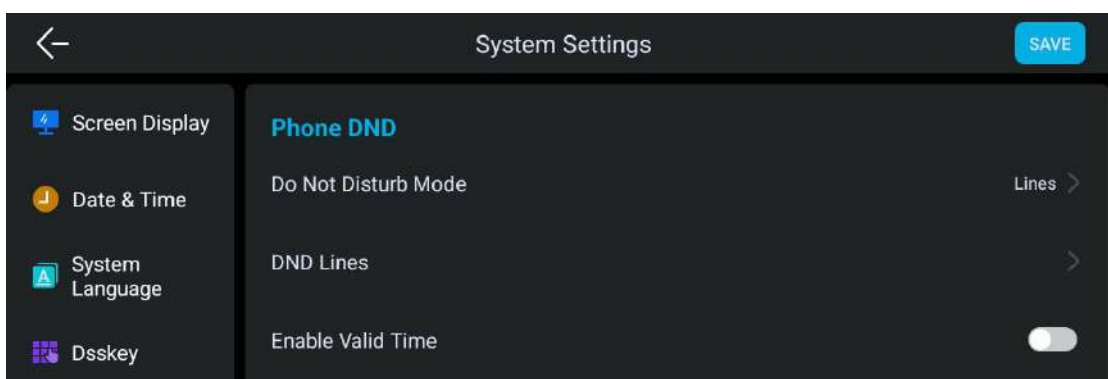 System Settings
SAVE
Screen Display
Date & Time
System
Language
Dsskey
Phone DND
Do Not Disturb Mode
Lines
DND Lines
Enable Valid Time